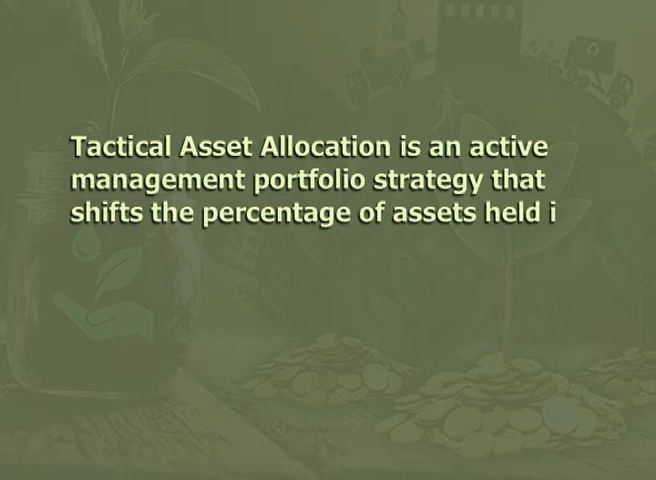 Tactical Asset Allocation is an active
management portfolio strategy that
shifts the percentage of assets held i